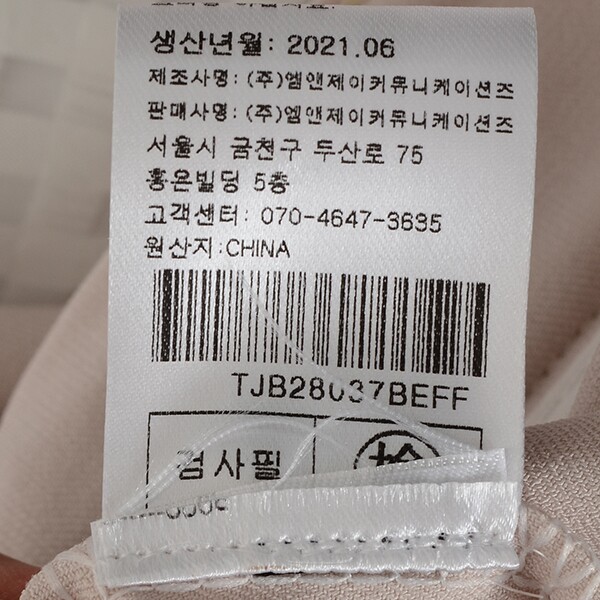 생산년월: 2021.06
제조사명: (주)엠앤제이커뮤니케이션즈
판매사명: (주)엠앤제이커뮤니케이션즈
서울시 금천구 두산로 75
홍은빌딩 5층
고객센터: 070-4647-3635
원산지:CHINA
TJB28037BEFF
검사필 檢